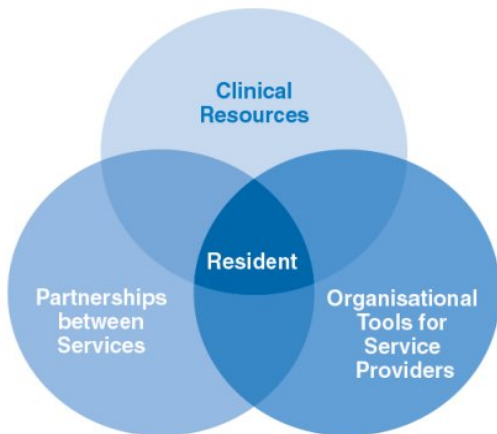 Clinical
Resources
Resident
Partnerships
between
Services
Organisational
Tools for
Service
Providers